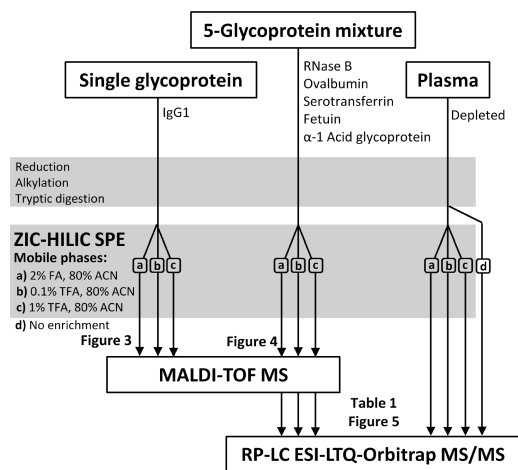 5-Glycoprotein mixture
Single glycoprotein
Plasma
IgG1
RNase B
Ovalbumin
Serotransferrin
Fetuin
α-1 Acid glycoprotein
Depleted
Reduction
Alkylation
Tryptic digestion
ZIC-HILIC SPE
Mobile phases:
a) 2% FA, 80% ACN
b) 0.1% TFA, 80% ACN
c) 1% TFA, 80% ACN
d) No enrichment
a b c
a b c
a b c d
Figure 3
Figure 4
MALDI-TOF MS
Table 1
Figure 5
RP-LC ESI-LTQ-Orbitrap MS/MS